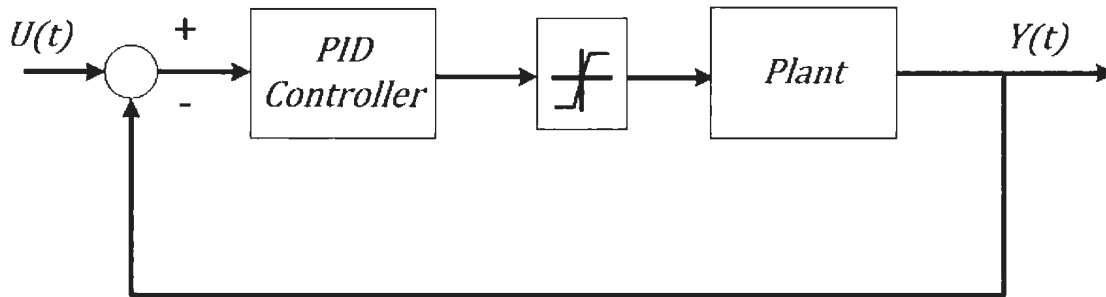 U(t)
+
-
PID
Controller
Plant
Y(t)